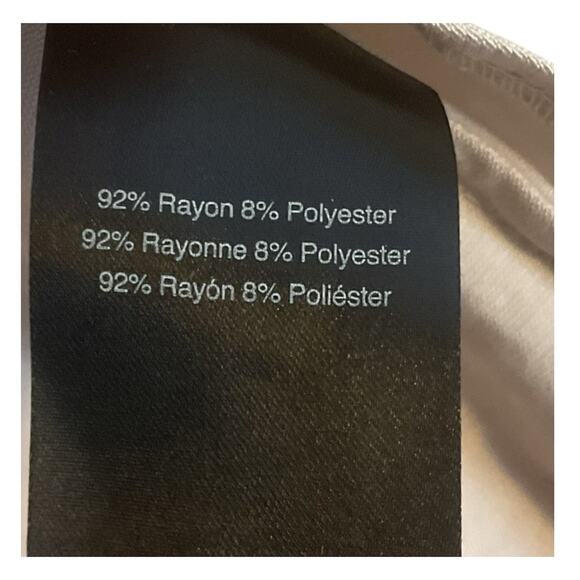 92% Rayon 8% Polyester
92% Rayonne 8% Polyester
92% Rayón 8% Poliéster